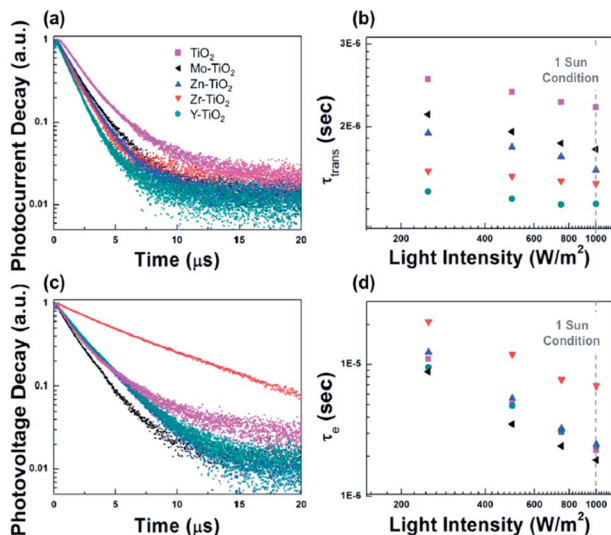 (a)
Photocurrent Decay (a.u.)
1
0.1
0.01
TiO2
Mo-TiO2
Zn-TiO2
Zr-TiO2
Y-TiO2
0
5
10
15
20
Time (μs)
(b)
τtrans (sec)
3E-6
2E-6
1 Sun
Condition
200
400
600
800
1000
Light Intensity (W/m2)
(c)
Photovoltage Decay (a.u.)
1
0.1
0.01
0
5
10
15
20
Time (μs)
(d)
τe (sec)
1E-5
1E-6
1 Sun
Condition
200
400
600
800
1000
Light Intensity (W/m2)